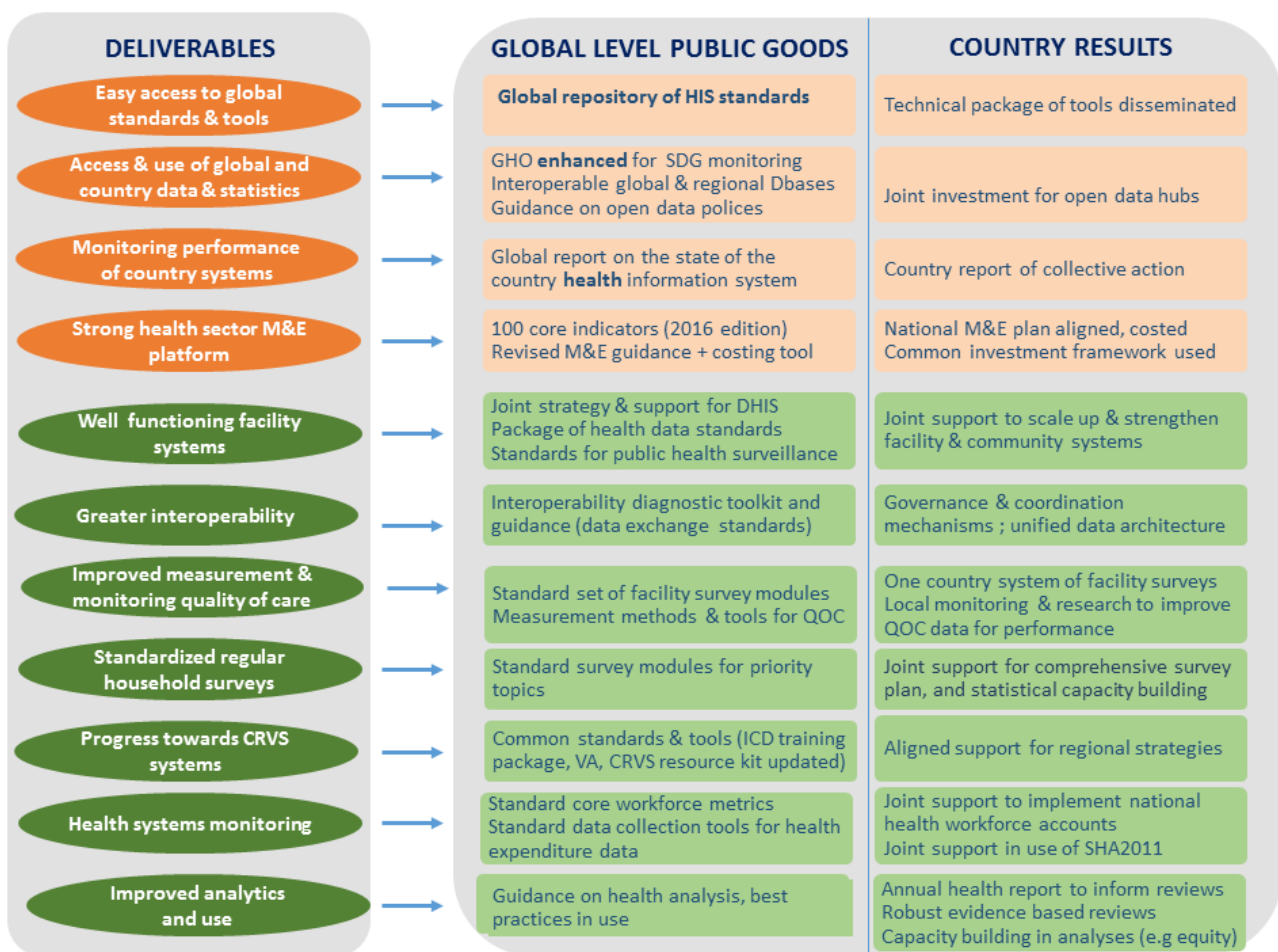 DELIVERABLES
GLOBAL LEVEL PUBLIC GOODS
COUNTRY RESULTS
Easy access to global
standards & tools
Global repository of HIS standards
Technical package of tools disseminated
Access & use of global and
country data & statistics
GHO enhanced for SDG monitoring
Interoperable global & regional Dbases
Guidance on open data polices
Joint investment for open data hubs
Monitoring performance
of country systems
Global report on the state of the
country health information system
Country report of collective action
Strong health sector M&E
platform
100 core indicators (2016 edition)
Revised M&E guidance + costing tool
National M&E plan aligned, costed
Common investment framework used
Well functioning facility
systems
Joint strategy & support for DHIS
Package of health data standards
Standards for public health surveillance
Joint support to scale up & strengthen
facility & community systems
Greater interoperability
Interoperability diagnostic toolkit and
guidance (data exchange standards)
Governance & coordination
mechanisms ; unified data architecture
Improved measurement &
monitoring quality of care
Standard set of facility survey modules
Measurement methods & tools for QOC
One country system of facility surveys
Local monitoring & research to improve
QOC data for performance
Standardized regular
household surveys
Standard survey modules for priority
topics
Joint support for comprehensive survey
plan, and statistical capacity building
Progress towards CRVS
systems
Common standards & tools (ICD training
package, VA, CRVS resource kit updated)
Aligned support for regional strategies
Health systems monitoring
Standard core workforce metrics
Standard data collection tools for health
expenditure data
Joint support to implement national
health workforce accounts
Joint support in use of SHA2011
Improved analytics
and use
Guidance on health analysis, best
practices in use
Annual health report to inform reviews
Robust evidence based reviews
Capacity building in analyses (e.g equity)